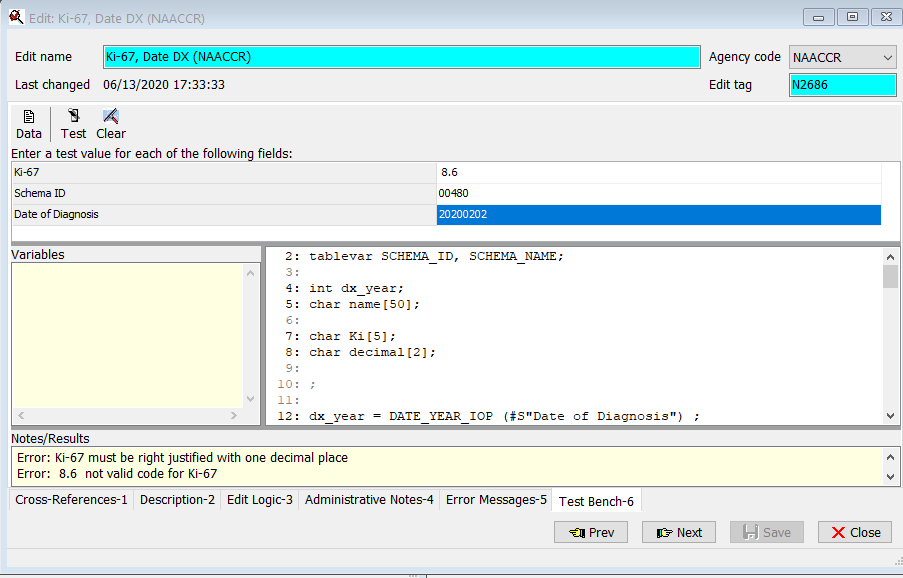 Edit: Ki-67, Date DX (NAACCR)
Edit name Ki-67, Date DX (NAACCR) Agency code NAACCR
Last changed 06/13/2020 17:33:33 Edit tag N2686
Data Test Clear
Enter a test value for each of the following fields:
Ki-67 8.6
Schema ID 00480
Date of Diagnosis 20200202
Variables
2: tablevar SCHEMA_ID, SCHEMA_NAME;
3:
4: int dx_year;
5: char name[50];
6:
7: char Ki[5];
8: char decimal[2];
9:
10: ;
11:
12: dx_year = DATE_YEAR_IOP (#S"Date of Diagnosis") ;
Notes/Results
Error: Ki-67 must be right justified with one decimal place
Error:  8.6  not valid code for Ki-67
Cross-References-1 Description-2 Edit Logic-3 Administrative Notes-4 Error Messages-5 Test Bench-6
Prev Next Save Close